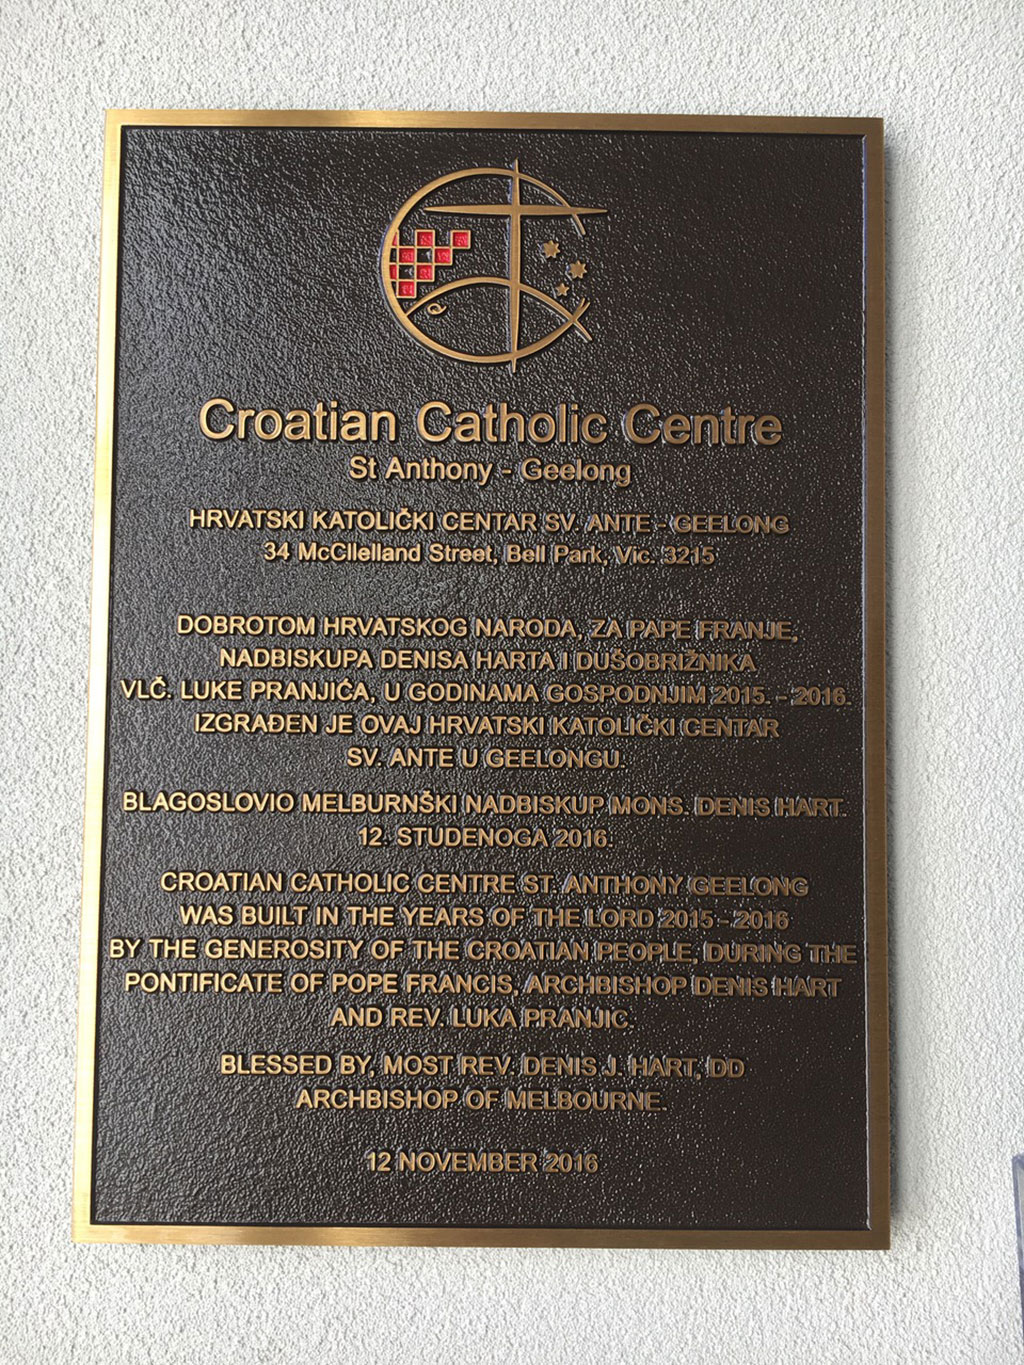 Croatian Catholic Centre
St Anthony - Geelong
HRVATSKI KATOLIČKI CENTAR SV. ANTE - GEELONG
34 McCllelland Street, Bell Park, Vic. 3215
DOBROTOM HRVATSKOG NARODA, ZA PAPE FRANJE,
NADBISKUPA DENISA HARTA I DUŠOBRIŽNIKA
VLČ. LUKE PRANJIĆA, U GODINAMA GOSPODNJIM 2015. - 2016.
IZGRAĐEN JE OVAJ HRVATSKI KATOLIČKI CENTAR
SV. ANTE U GEELONGU.
BLAGOSLOVIO MELBURNŠKI NADBISKUP MONS. DENIS HART.
12. STUDENOGA 2016.
CROATIAN CATHOLIC CENTRE ST. ANTHONY GEELONG
WAS BUILT IN THE YEARS OF THE LORD 2015 - 2016
BY THE GENEROSITY OF THE CROATIAN PEOPLE, DURING THE
PONTIFICATE OF POPE FRANCIS, ARCHBISHOP DENIS HART
AND REV. LUKA PRANJIC.
BLESSED BY, MOST REV. DENIS J. HART, DD
ARCHBISHOP OF MELBOURNE.
12 NOVEMBER 2016